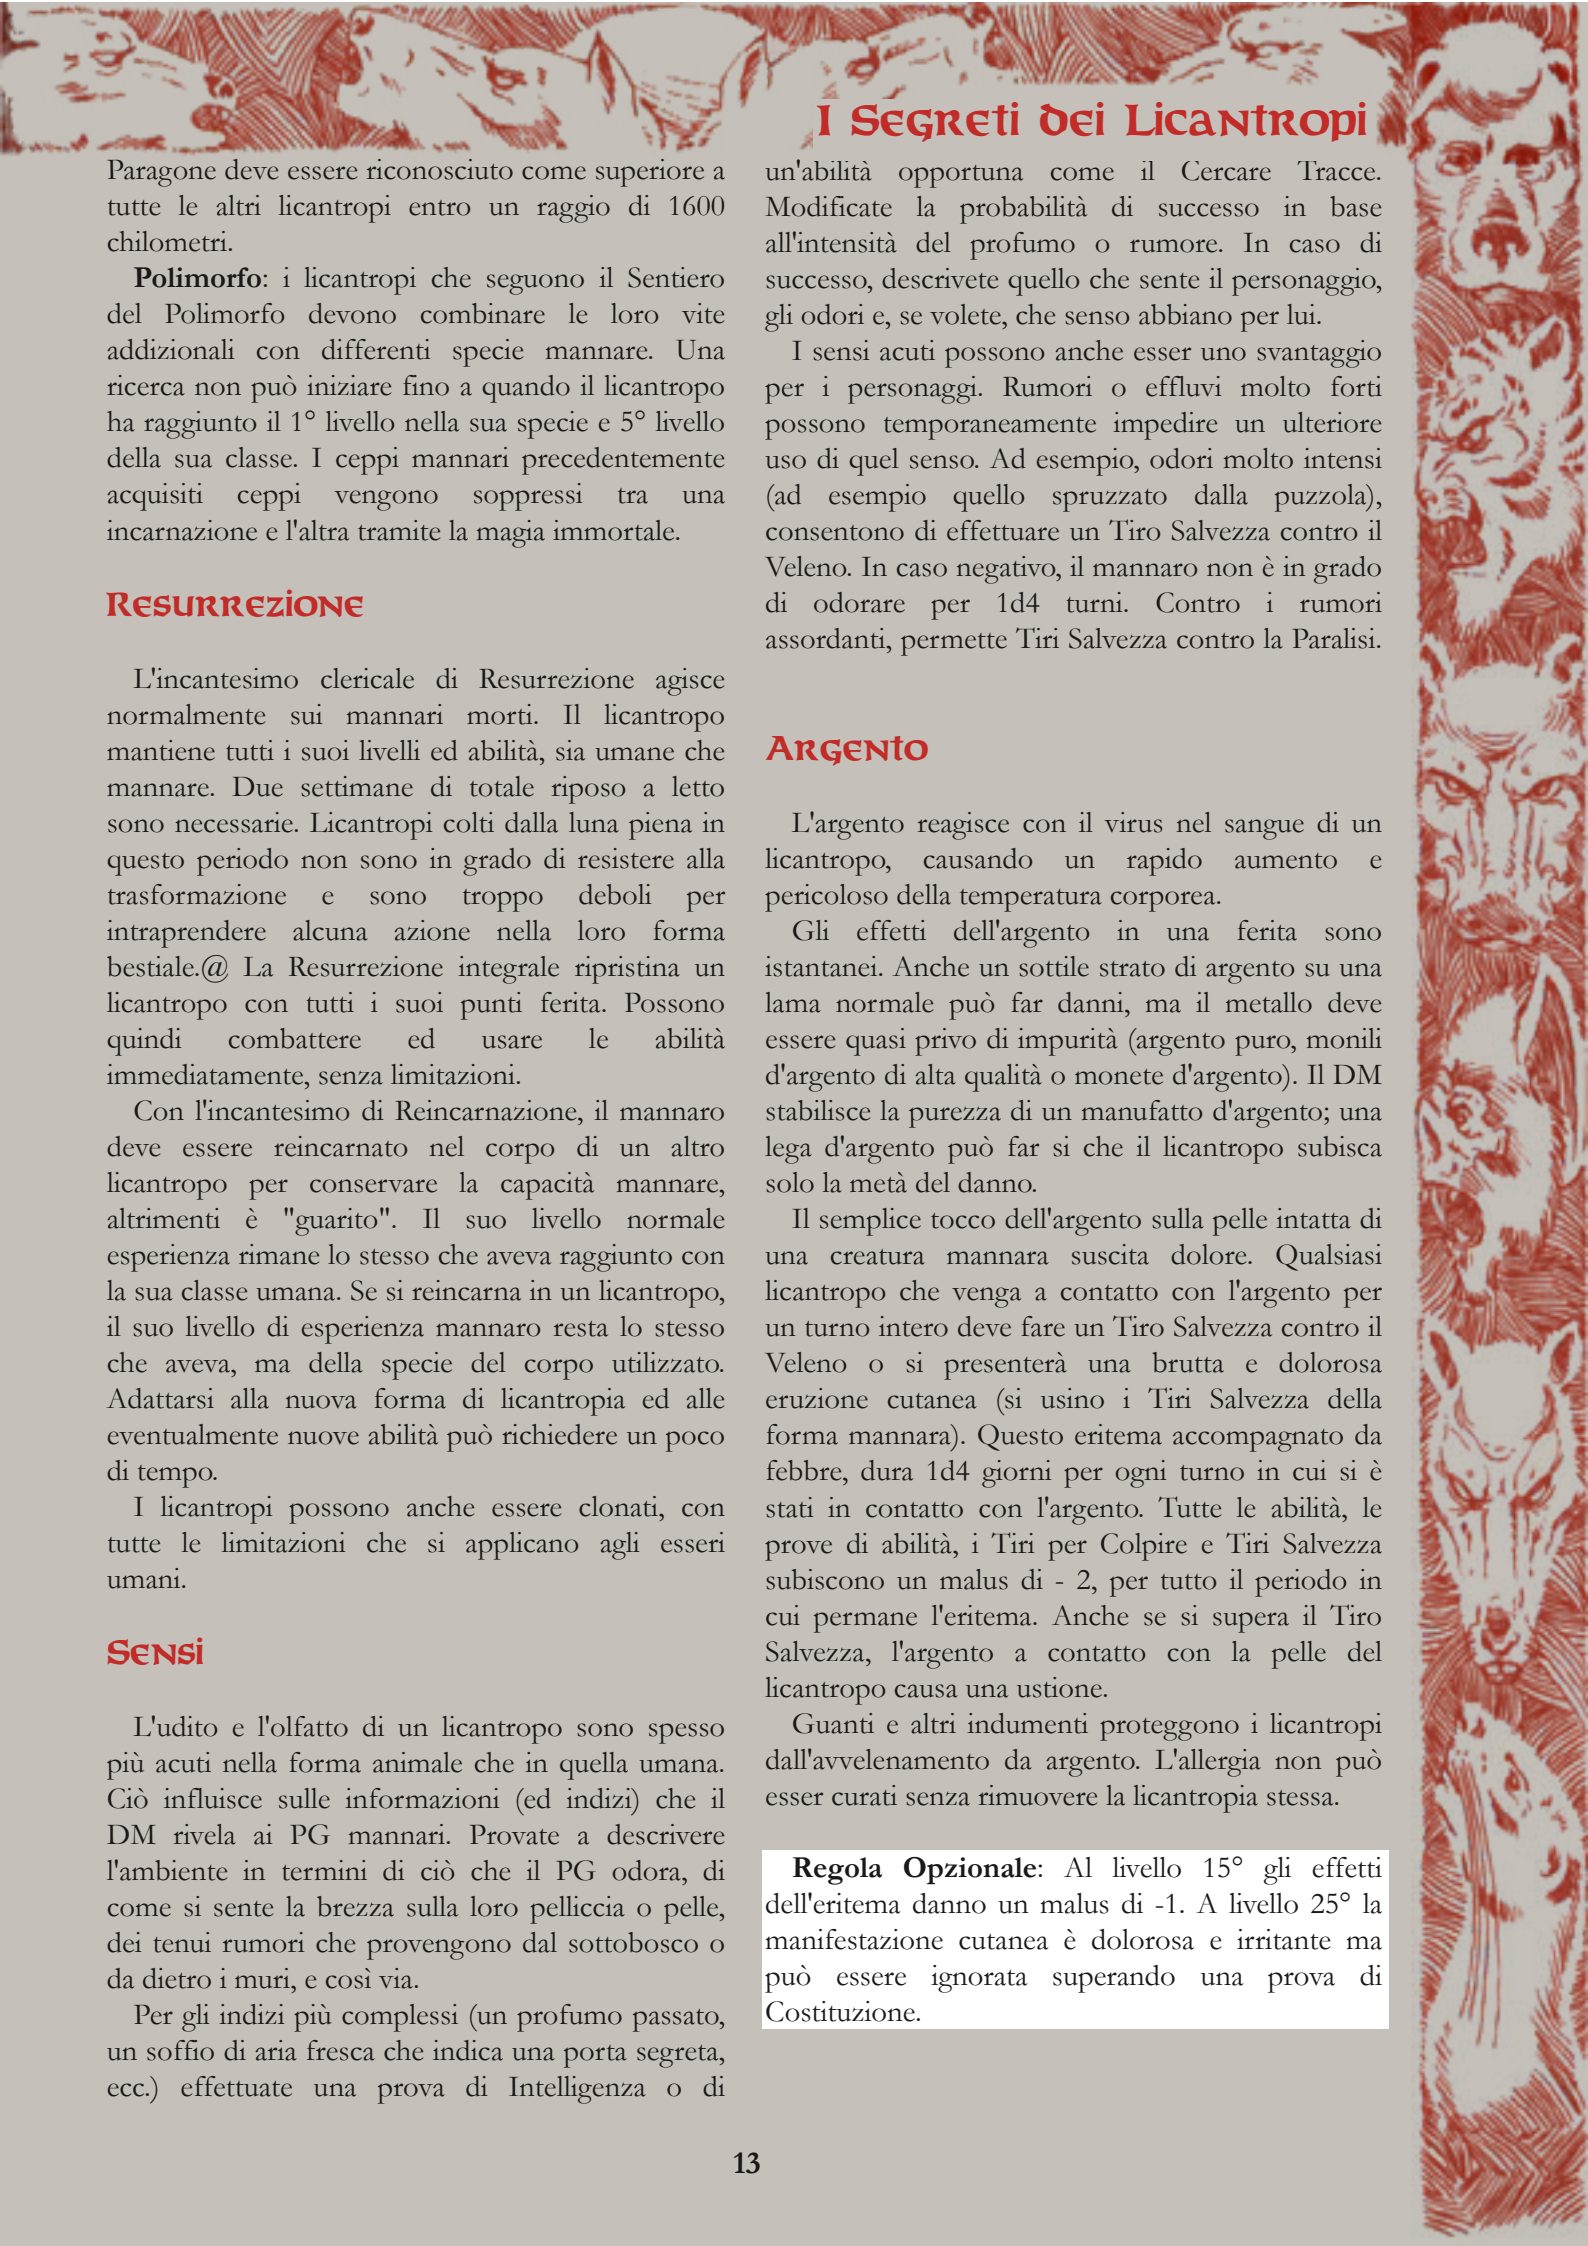 I Segreti dei Licantropi
Paragone deve essere riconosciuto come superiore a
tutte le altri licantropi entro un raggio di 1600
chilometri.
Polimorfo: i licantropi che seguono il Sentiero
del Polimorfo devono combinare le loro vite
addizionali con differenti specie mannare. Una
ricerca non può iniziare fino a quando il licantropo
ha raggiunto il 1° livello nella sua specie e 5° livello
della sua classe. I ceppi mannari precedentemente
acquisiti ceppi vengono soppressi tra una
incarnazione e l'altra tramite la magia immortale.
Resurrezione
L'incantesimo clericale di Resurrezione agisce
normalmente sui mannari morti. Il licantropo
mantiene tutti i suoi livelli ed abilità, sia umane che
mannare. Due settimane di totale riposo a letto
sono necessarie. Licantropi colti dalla luna piena in
questo periodo non sono in grado di resistere alla
trasformazione e sono troppo deboli per
intraprendere alcuna azione nella loro forma
bestiale.@ La Resurrezione integrale ripristina un
licantropo con tutti i suoi punti ferita. Possono
quindi combattere ed usare le abilità
immediatamente, senza limitazioni.
Con l'incantesimo di Reincarnazione, il mannaro
deve essere reincarnato nel corpo di un altro
licantropo per conservare la capacità mannare,
altrimenti è "guarito". Il suo livello normale
esperienza rimane lo stesso che aveva raggiunto con
la sua classe umana. Se si reincarna in un licantropo,
il suo livello di esperienza mannaro resta lo stesso
che aveva, ma della specie del corpo utilizzato.
Adattarsi alla nuova forma di licantropia ed alle
eventualmente nuove abilità può richiedere un poco
di tempo.
I licantropi possono anche essere clonati, con
tutte le limitazioni che si applicano agli esseri
umani.
Sensi
L'udito e l'olfatto di un licantropo sono spesso
più acuti nella forma animale che in quella umana.
Ciò influisce sulle informazioni (ed indizi) che il
DM rivela ai PG mannari. Provate a descrivere
l'ambiente in termini di ciò che il PG odora, di
come si sente la brezza sulla loro pelliccia o pelle,
dei tenui rumori che provengono dal sottobosco o
da dietro i muri, e così via.
Per gli indizi più complessi (un profumo passato,
un soffio di aria fresca che indica una porta segreta,
ecc.) effettuate una prova di Intelligenza o di
un'abilità opportuna come il Cercare Tracce.
Modificate la probabilità di successo in base
all'intensità del profumo o rumore. In caso di
successo, descrivete quello che sente il personaggio,
gli odori e, se volete, che senso abbiano per lui.
I sensi acuti possono anche esser uno svantaggio
per i personaggi. Rumori o effluvi molto forti
possono temporaneamente impedire un ulteriore
uso di quel senso. Ad esempio, odori molto intensi
(ad esempio quello spruzzato dalla puzzola),
consentono di effettuare un Tiro Salvezza contro il
Veleno. In caso negativo, il mannaro non è in grado
di odorare per 1d4 turni. Contro i rumori
assordanti, permette Tiri Salvezza contro la Paralisi.
Argento
L'argento reagisce con il virus nel sangue di un
licantropo, causando un rapido aumento e
pericoloso della temperatura corporea.
Gli effetti dell'argento in una ferita sono
istantanei. Anche un sottile strato di argento su una
lama normale può far danni, ma il metallo deve
essere quasi privo di impurità (argento puro, monili
d'argento di alta qualità o monete d'argento). Il DM
stabilisce la purezza di un manufatto d'argento; una
lega d'argento può far si che il licantropo subisca
solo la metà del danno.
Il semplice tocco dell'argento sulla pelle intatta di
una creatura mannara suscita dolore. Qualsiasi
licantropo che venga a contatto con l'argento per
un turno intero deve fare un Tiro Salvezza contro il
Veleno o si presenterà una brutta e dolorosa
eruzione cutanea (si usino i Tiri Salvezza della
forma mannara). Questo eritema accompagnato da
febbre, dura 1d4 giorni per ogni turno in cui si è
stati in contatto con l'argento. Tutte le abilità, le
prove di abilità, i Tiri per Colpire e Tiri Salvezza
subiscono un malus di - 2, per tutto il periodo in
cui permane l'eritema. Anche se si supera il Tiro
Salvezza, l'argento a contatto con la pelle del
licantropo causa una ustione.
Guanti e altri indumenti proteggono i licantropi
dall'avvelenamento da argento. L'allergia non può
esser curati senza rimuovere la licantropia stessa.
Regola Opzionale: Al livello 15° gli effetti
dell'eritema danno un malus di -1. A livello 25° la
manifestazione cutanea è dolorosa e irritante ma
può essere ignorata superando una prova di
Costituzione.
13